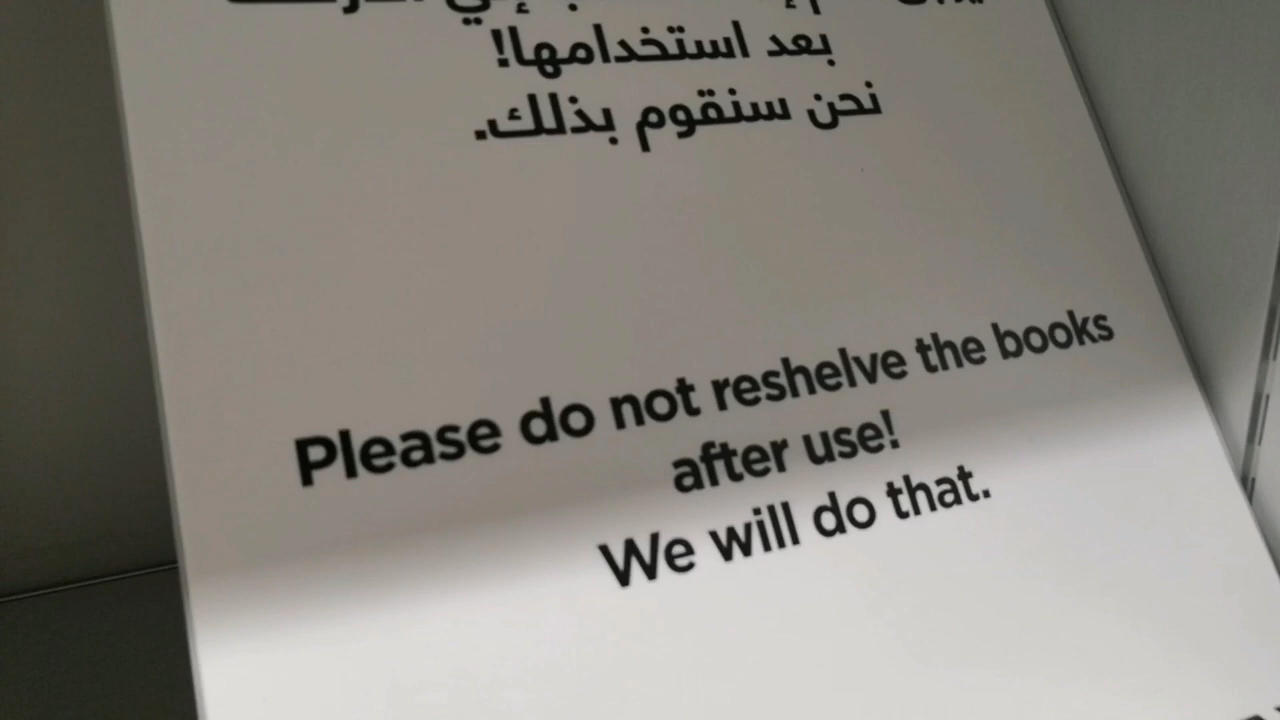 بعد استخدامها!
نحن سنقوم بذلك.
Please do not reshelve the books
after use!
We will do that.